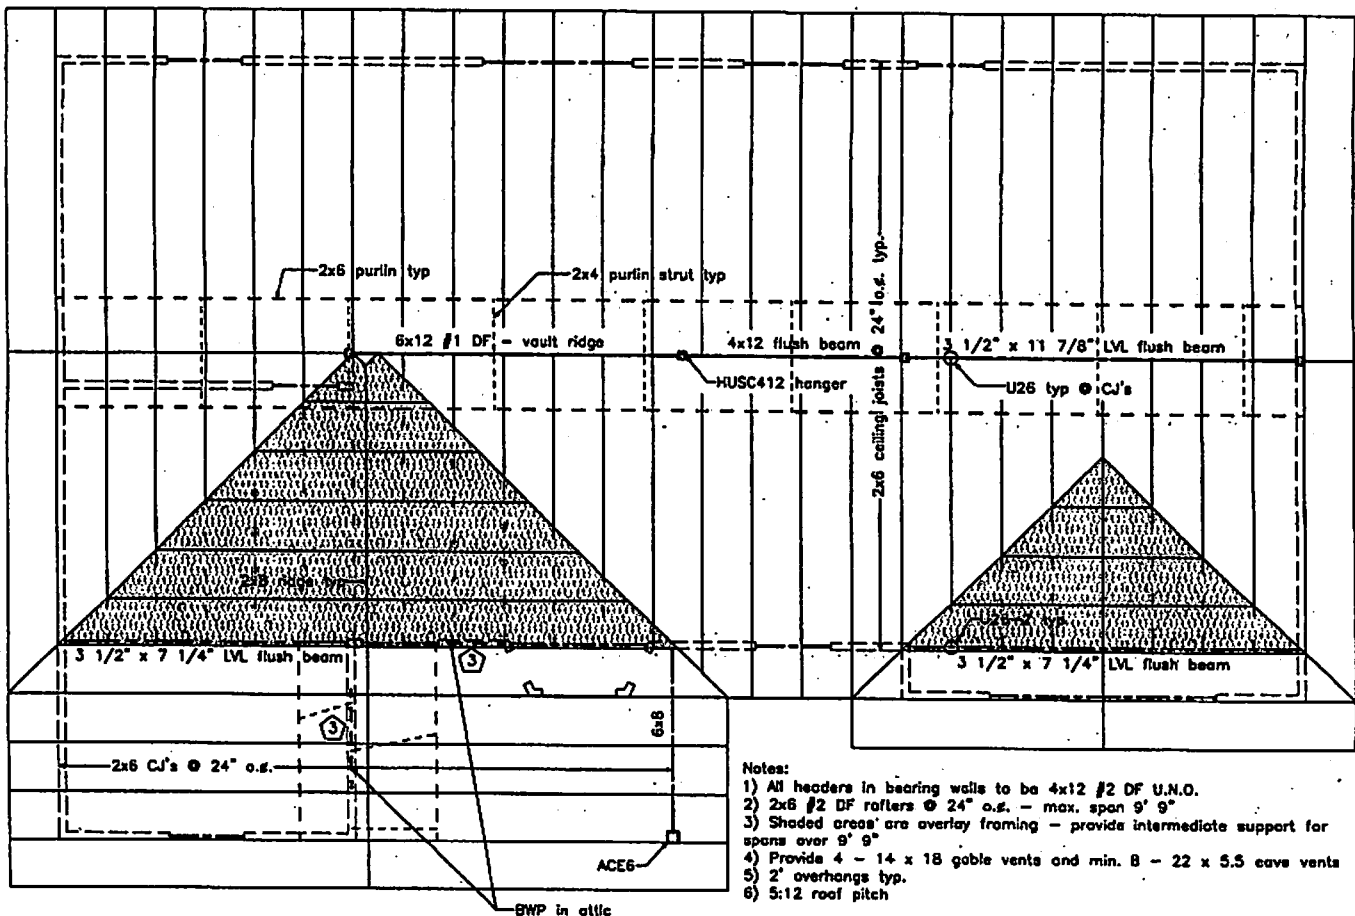 2x6 purlin typ
2x4 purlin strut typ
6x12 #1 DF - vault ridge
4x12 flush beam
3 1/2" x 11 7/8" LVL flush beam
HUSC412 hanger
U26 typ @ CJ's
2x6 ceiling joists @ 24" o.c. typ.
2x8 ridge typ
U26-2 typ
3 1/2" x 7 1/4" LVL flush beam
3
3 1/2" x 7 1/4" LVL flush beam
3
6x8
2x6 CJ's @ 24" o.c.
ACE6
BWP in attic
Notes:
1) All headers in bearing walls to be 4x12 #2 DF U.N.O.
2) 2x6 #2 DF rafters @ 24" o.c. - max. span 9' 9"
3) Shaded areas are overlay framing - provide intermediate support for
spans over 9' 9"
4) Provide 4 - 14 x 18 gable vents and min. 8 - 22 x 5.5 eave vents
5) 2' overhangs typ.
6) 5:12 roof pitch